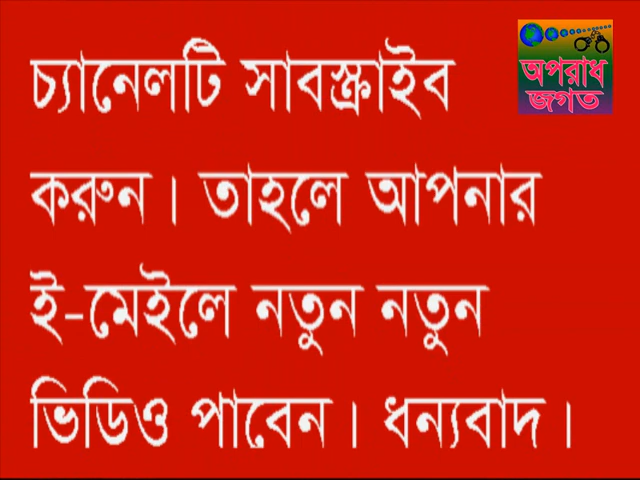 চ্যানেলটি সাবস্ক্রাইব
করুন। তাহলে আপনার
ই-মেইলে নতুন নতুন
ভিডিও পাবেন। ধন্যবাদ।
অপরাধ
জগত